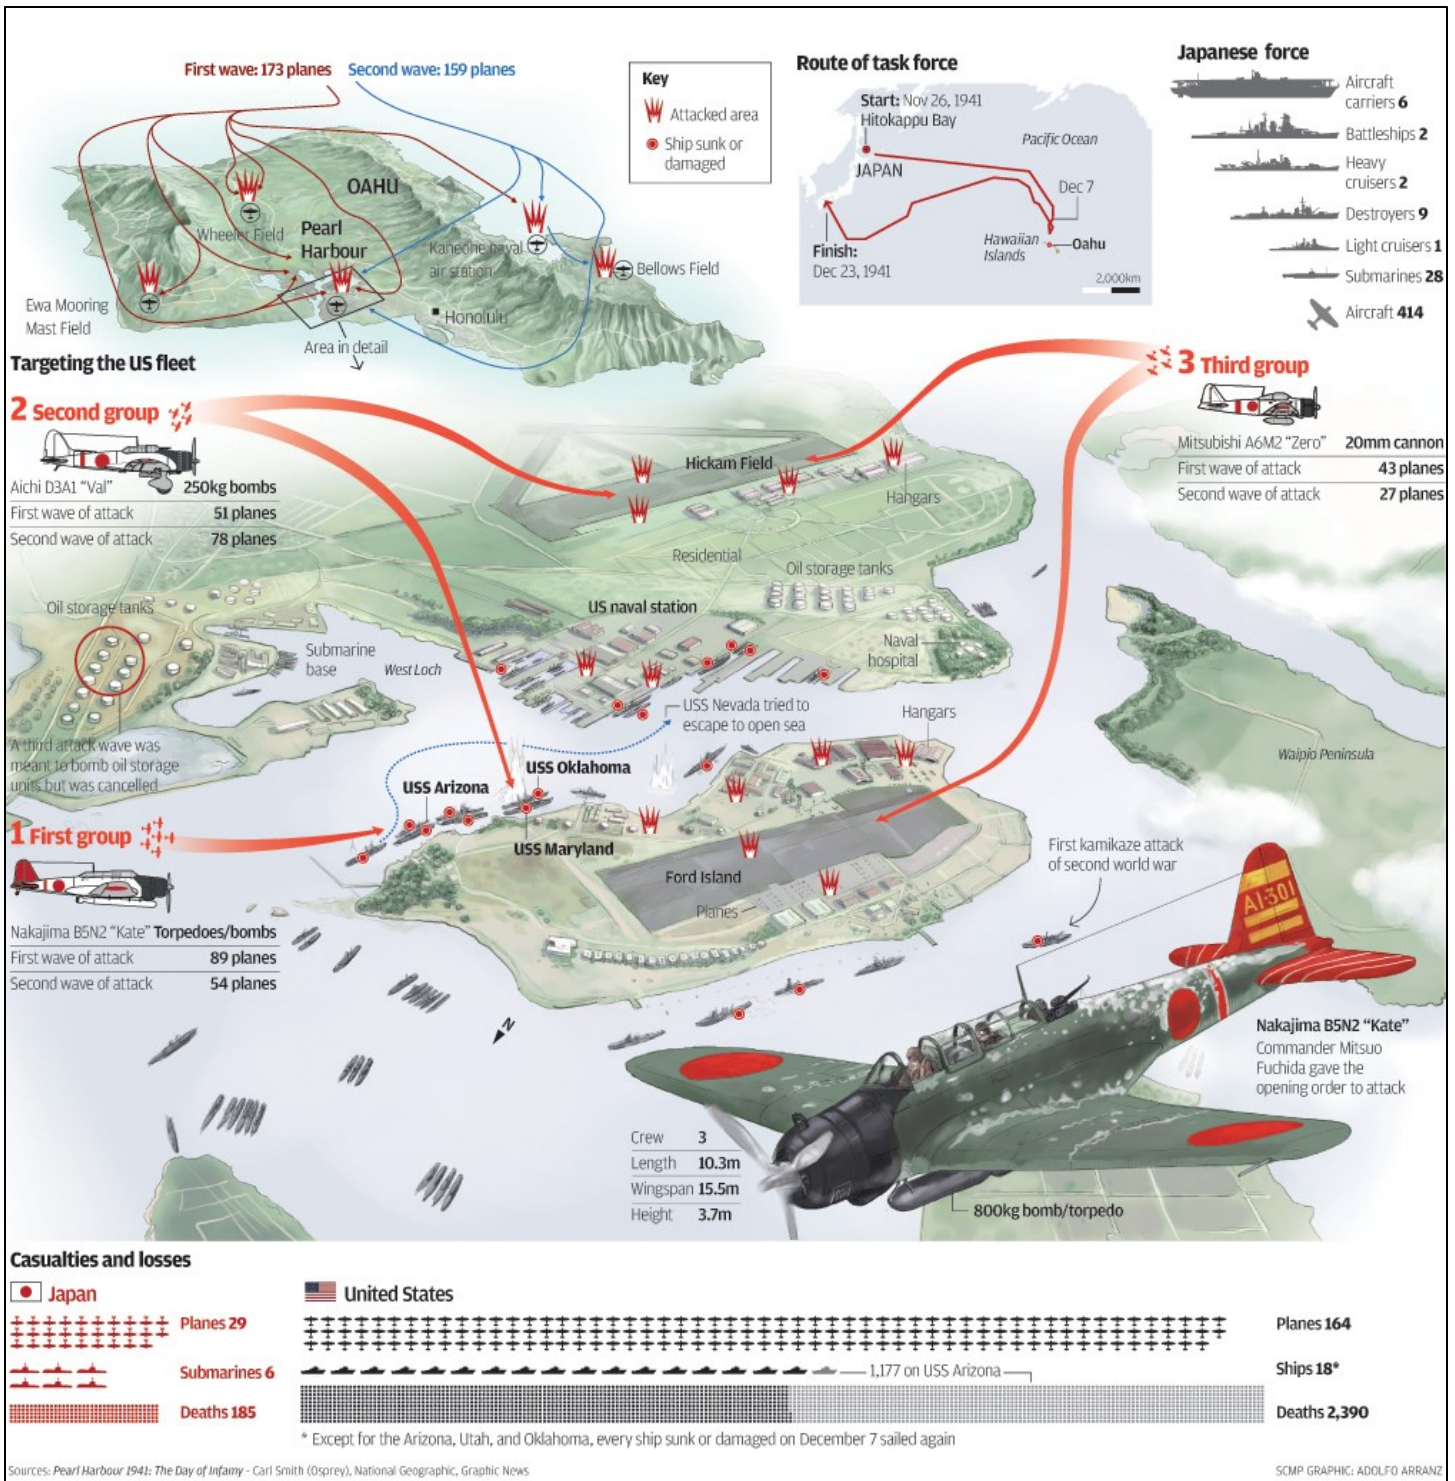 First wave: 173 planes
Second wave: 159 planes
Key
Attacked area
Ship sunk or
damaged
OAHU
Wheeler Field
Pearl
Harbour
Kaneohe naval
air station
Bellows Field
Ewa Mooring
Mast Field
Honolulu
Area in detail
Route of task force
Start: Nov 26, 1941
Hitokappu Bay
Pacific Ocean
JAPAN
Dec 7
Hawaiian
Islands
Oahu
Finish:
Dec 23, 1941
2,000km
Japanese force
Aircraft
carriers 6
Battleships 2
Heavy
cruisers 2
Destroyers 9
Light cruisers 1
Submarines 28
Aircraft 414
Targeting the US fleet
2 Second group
Aichi D3A1 “Val” 250kg bombs
First wave of attack 51 planes
Second wave of attack 78 planes
3 Third group
Mitsubishi A6M2 “Zero” 20mm cannon
First wave of attack 43 planes
Second wave of attack 27 planes
Hickam Field
Hangars
Residential
Oil storage tanks
US naval station
Naval
hospital
Oil storage tanks
Submarine
base
West Loch
A third attack wave was
meant to bomb oil storage
units but was cancelled
USS Nevada tried to
escape to open sea
Hangars
Waipio Peninsula
USS Oklahoma
USS Arizona
USS Maryland
1 First group
Nakajima B5N2 “Kate” Torpedoes/bombs
First wave of attack 89 planes
Second wave of attack 54 planes
Ford Island
Planes
First kamikaze attack
of second world war
A1-301
N
Nakajima B5N2 “Kate”
Commander Mitsuo
Fuchida gave the
opening order to attack
Crew 3
Length 10.3m
Wingspan 15.5m
Height 3.7m
800kg bomb/torpedo
Casualties and losses
Japan
Planes 29
Submarines 6
Deaths 185
United States
Planes 164
1,177 on USS Arizona
Ships 18*
Deaths 2,390
* Except for the Arizona, Utah, and Oklahoma, every ship sunk or damaged on December 7 sailed again
Sources: Pearl Harbour 1941: The Day of Infamy - Carl Smith (Osprey), National Geographic, Graphic News
SCMP GRAPHIC: ADOLFO ARRANZ